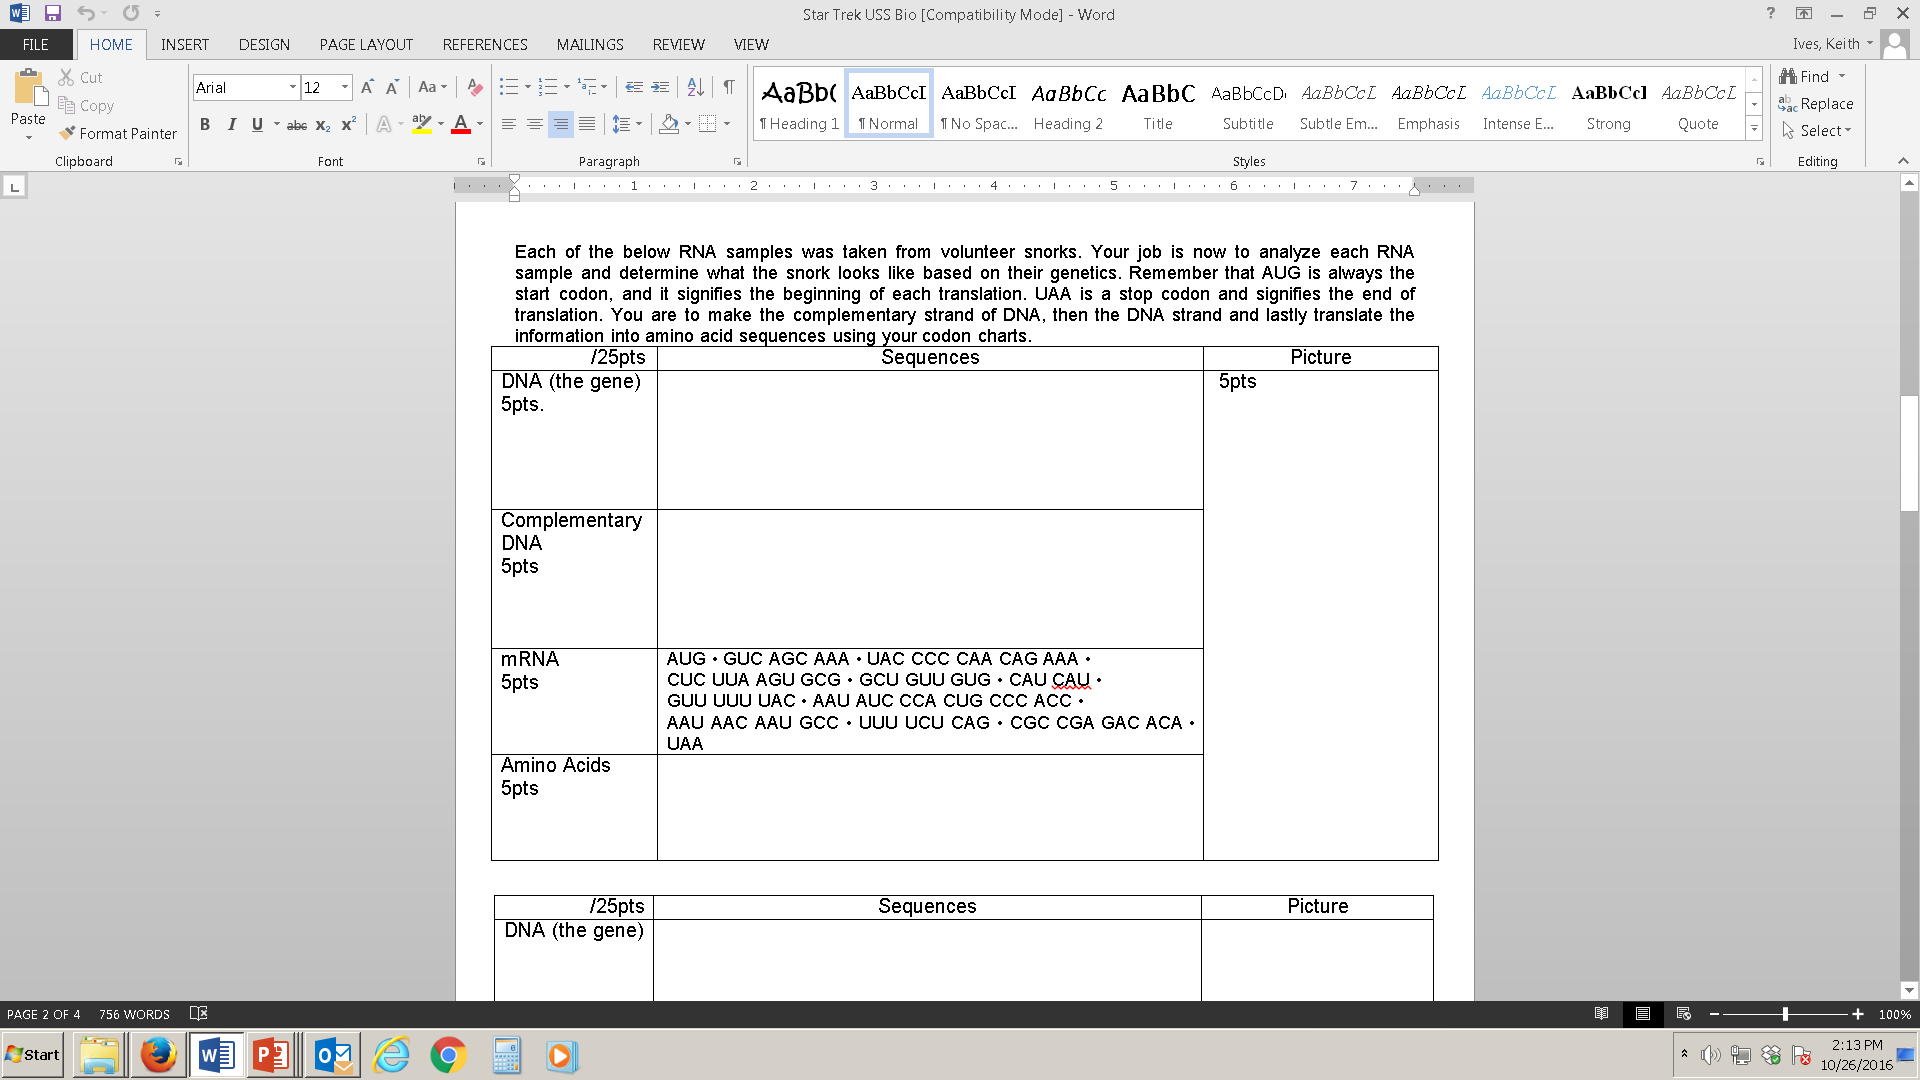 Star Trek USS Bio [Compatibility Mode] - Word
FILE HOME INSERT DESIGN PAGE LAYOUT REFERENCES MAILINGS REVIEW VIEW Ives, Keith
Paste Cut Copy Format Painter
Clipboard
Arial 12
Font
Paragraph
AaBb( AaBbCcI AaBbCcI AaBbCc AaBbC AaBbCcD AaBbCcL AaBbCcL AaBbCcL AaBbCcI AaBbCcL
¶ Heading 1 ¶ Normal ¶ No Spac... Heading 2 Title Subtitle Subtle Em... Emphasis Intense E... Strong Quote
Styles
Find
Replace
Select
Editing
1 2 3 4 5 6 7
Each of the below RNA samples was taken from volunteer snorks. Your job is now to analyze each RNA
sample and determine what the snork looks like based on their genetics. Remember that AUG is always the
start codon, and it signifies the beginning of each translation. UAA is a stop codon and signifies the end of
translation. You are to make the complementary strand of DNA, then the DNA strand and lastly translate the
information into amino acid sequences using your codon charts.
/25pts Sequences Picture
DNA (the gene) 5pts
5pts.
Complementary
DNA
5pts
mRNA
5pts
AUG • GUC AGC AAA • UAC CCC CAA CAG AAA •
CUC UUA AGU GCG • GCU GUU GUG • CAU CAU •
GUU UUU UAC • AAU AUC CCA CUG CCC ACC •
AAU AAC AAU GCC • UUU UCU CAG • CGC CGA GAC ACA •
UAA
Amino Acids
5pts
/25pts Sequences Picture
DNA (the gene)
PAGE 2 OF 4 756 WORDS 100%
Start
2:13 PM
10/26/2016